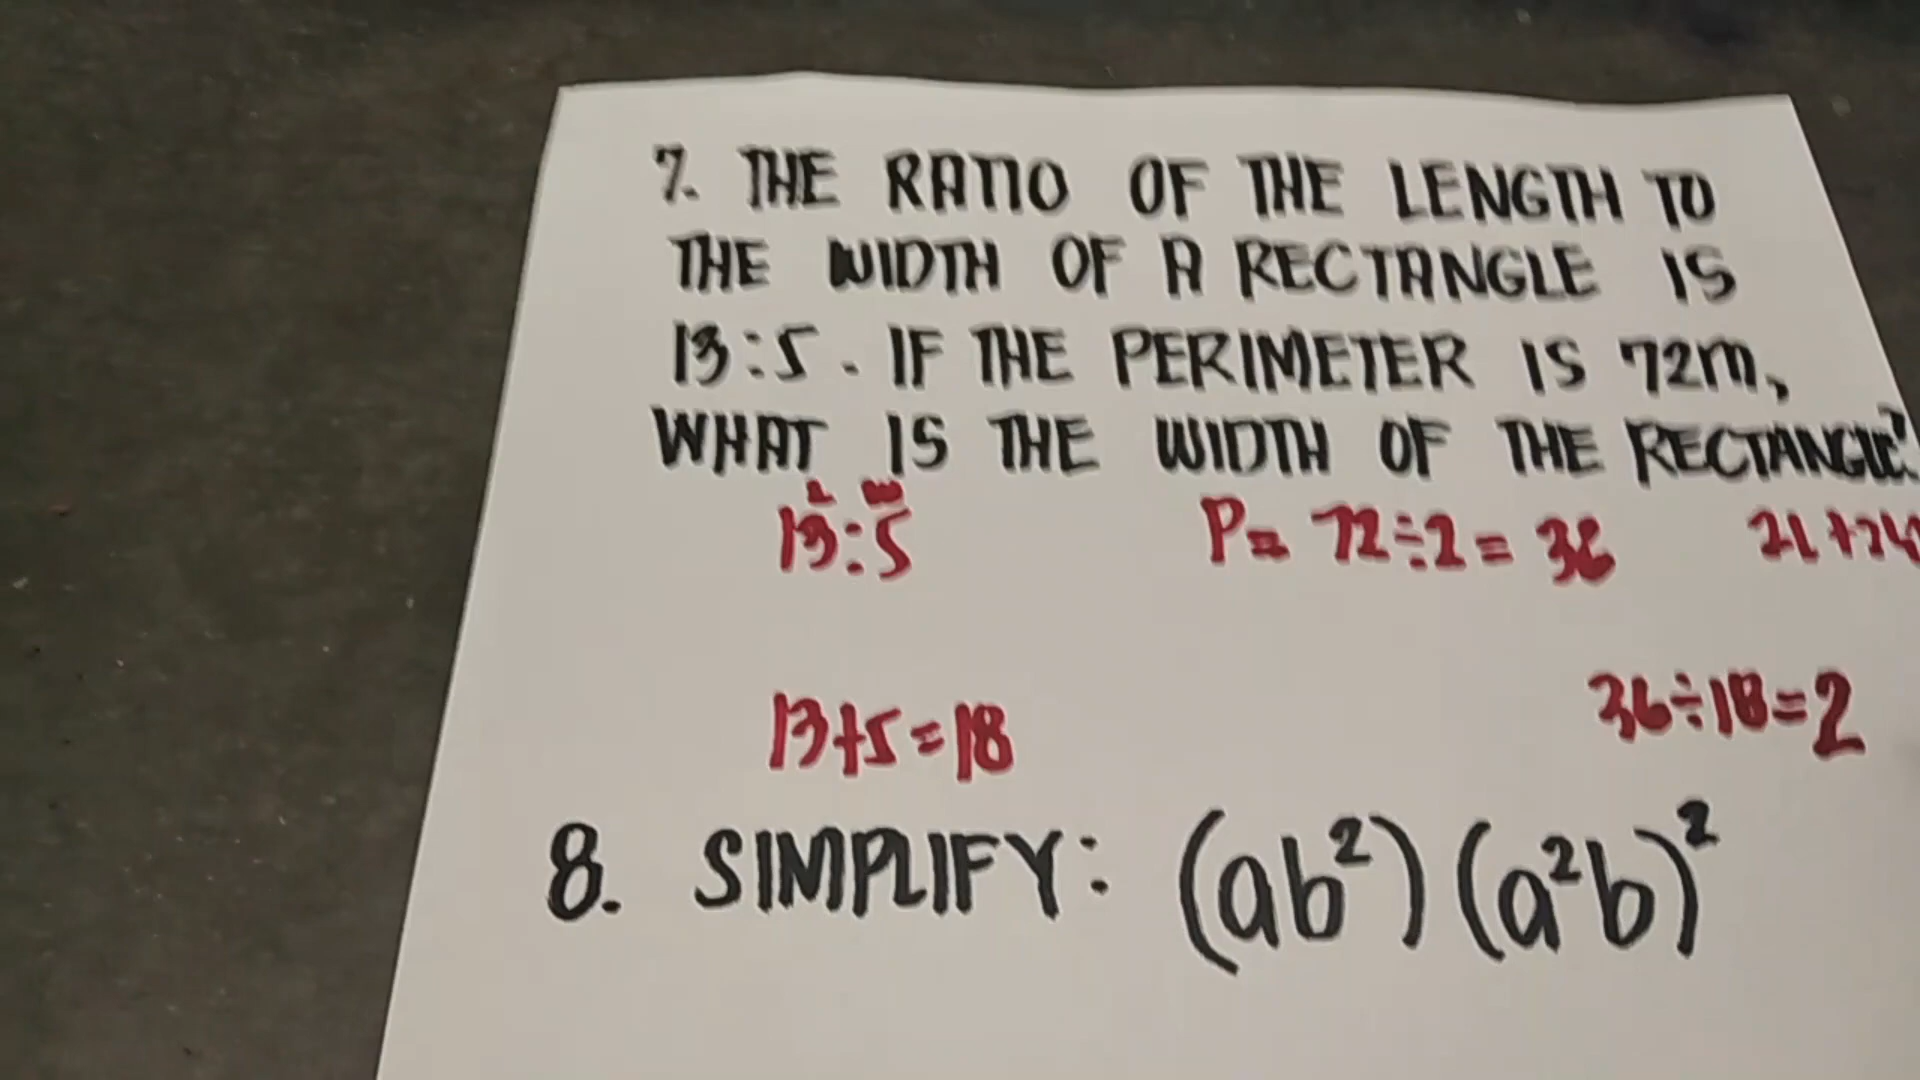 7. THE RATIO OF THE LENGTH TO
THE WIDTH OF A RECTANGLE IS
13:5. IF THE PERIMETER IS 72m,
WHAT IS THE WIDTH OF THE RECTANGLE?
L W
13:5 P= 72÷2= 36 2L+2W
13+5=18 36÷18=2
8. SIMPLIFY: (ab²)(a²b)²